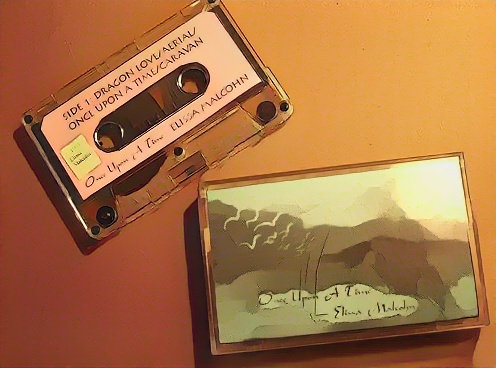 SIDE 1 DRAGON LOVE/AERIAL/
ONCE UPON A TIME/CARAVAN
Once Upon A Time ELISSA MALCOHN
Once Upon A Time
Elissa Malcohn